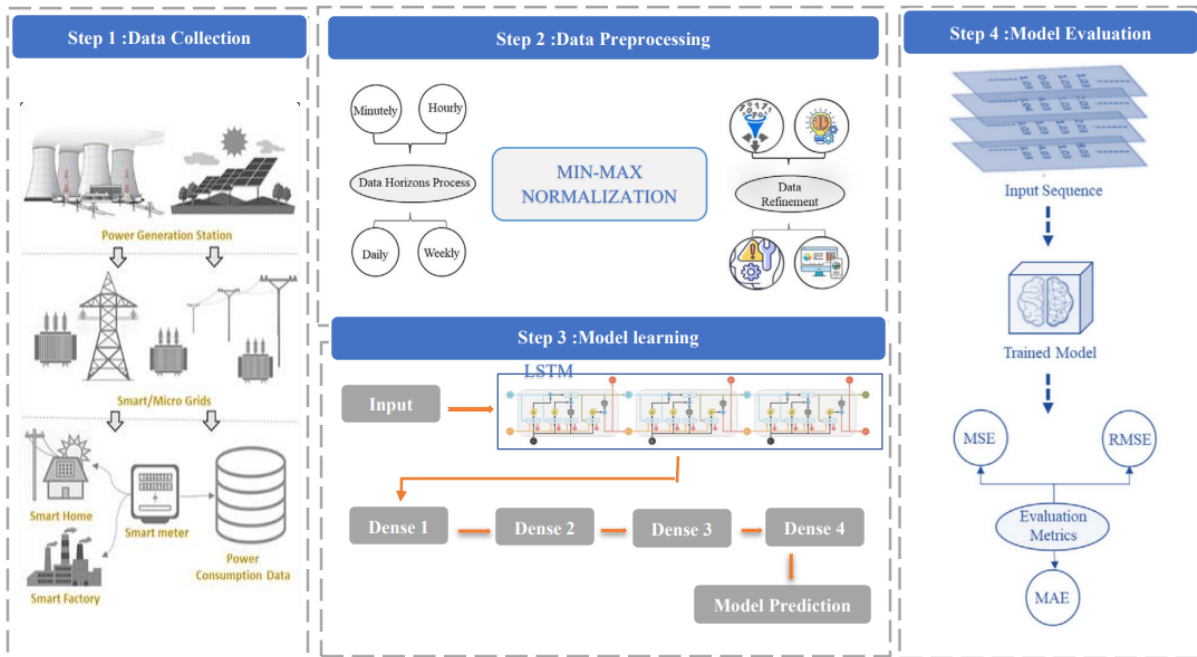 Step 1 :Data Collection
Power Generation Station
Smart/Micro Grids
Smart Home
Smart meter
Smart Factory
Power
Consumption Data
Step 2 :Data Preprocessing
Minutely
Hourly
Data Horizons Process
Daily
Weekly
MIN-MAX
NORMALIZATION
Data
Refinement
Step 3 :Model learning
LSTM
Input
Dense 1
Dense 2
Dense 3
Dense 4
Model Prediction
Step 4 :Model Evaluation
Input Sequence
Trained Model
MSE
RMSE
Evaluation
Metrics
MAE